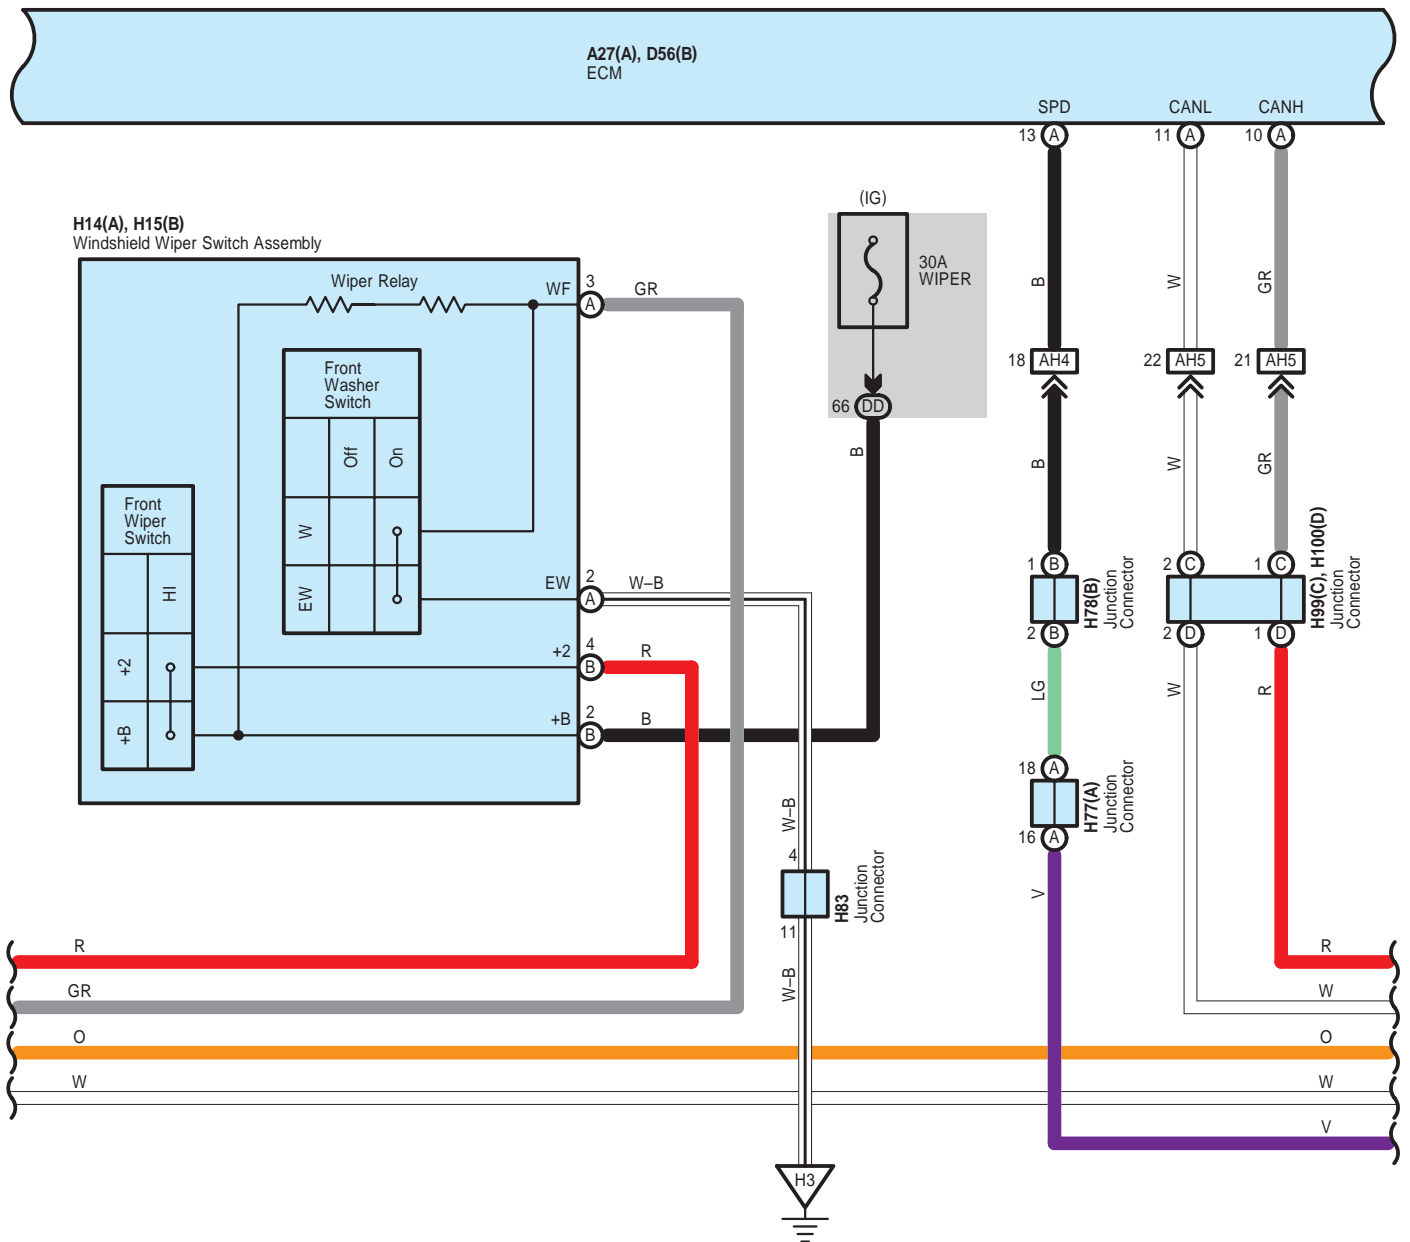 A27(A), D56(B)
ECM
SPD
CANL
CANH
13
A
11
A
10
A
(IG)
30A
WIPER
66
DD
B
H14(A), H15(B)
Windshield Wiper Switch Assembly
Wiper Relay
WF
3
A
GR
Front
Washer
Switch
Off
On
W
EW
Front
Wiper
Switch
HI
+2
+B
EW
2
A
W–B
+2
4
B
R
+B
2
B
B
B
W
GR
18
AH4
22
AH5
21
AH5
B
W
GR
1
B
2
C
1
C
H78(B)
Junction
Connector
H99(C), H100(D)
Junction
Connector
2
B
2
D
1
D
LG
W
R
18
A
H77(A)
Junction
Connector
16
A
V
W–B
4
H83
Junction
Connector
11
W–B
R
R
GR
W
O
O
W
W
V
H3